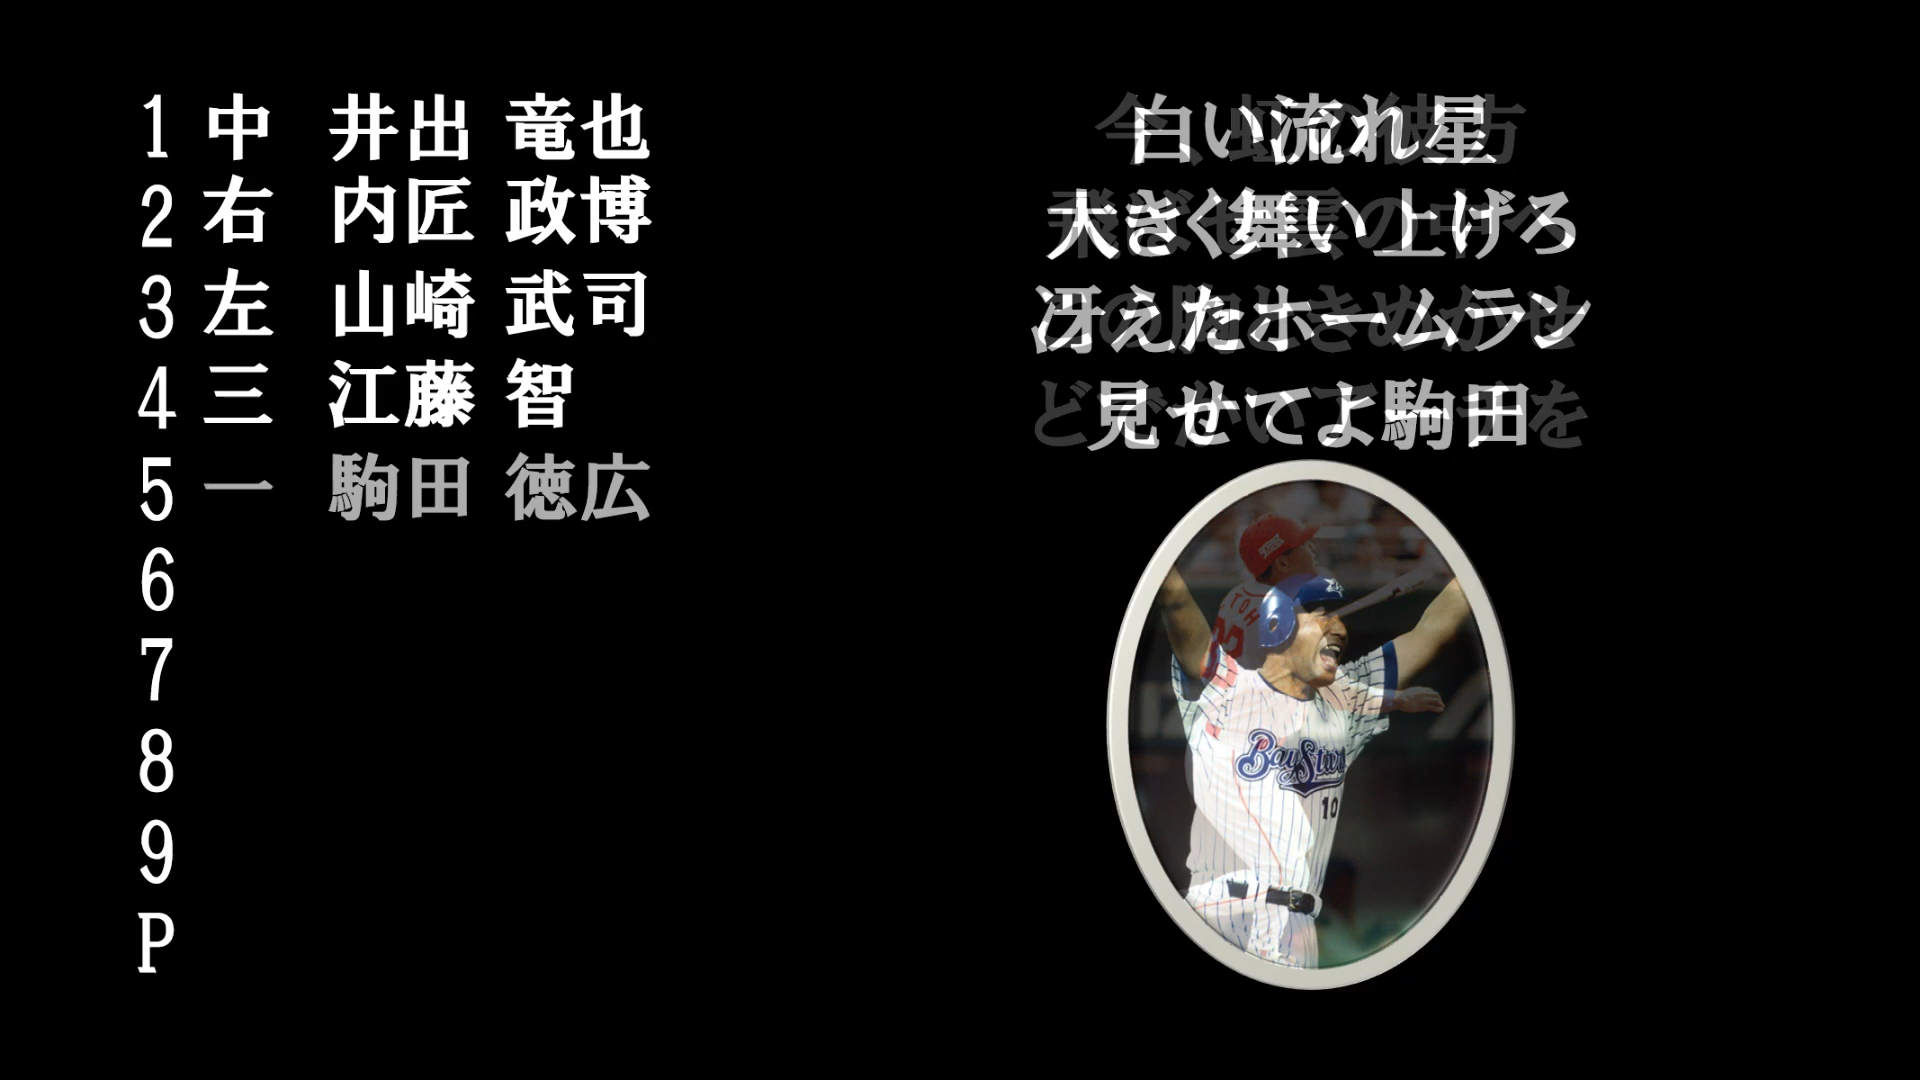 1 中 井出 竜也
2 右 内匠 政博
3 左 山崎 武司
4 三 江藤 智
5 一 駒田 徳広
6
7
8
9
P
白い流れ星
大きく舞い上げろ
冴えたホームラン
見せてよ駒田
BayStars
10